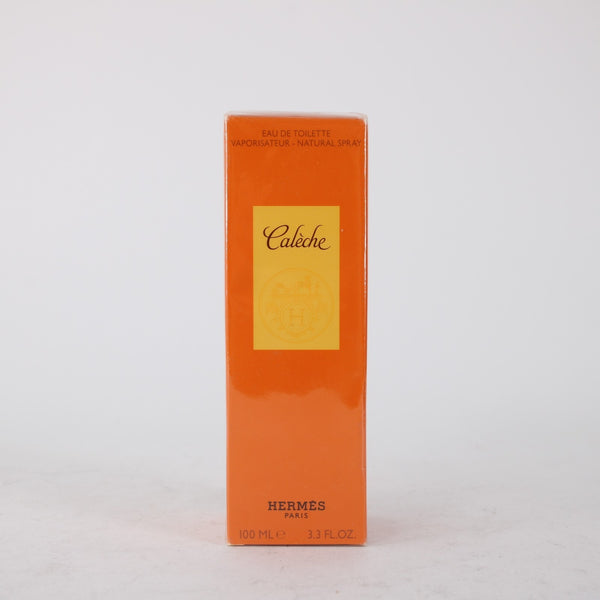 EAU DE TOILETTE
VAPORISATEUR - NATURAL SPRAY
Calèche
H
HERMÈS
PARIS
100 ML ℮ 3.3 FL.OZ.